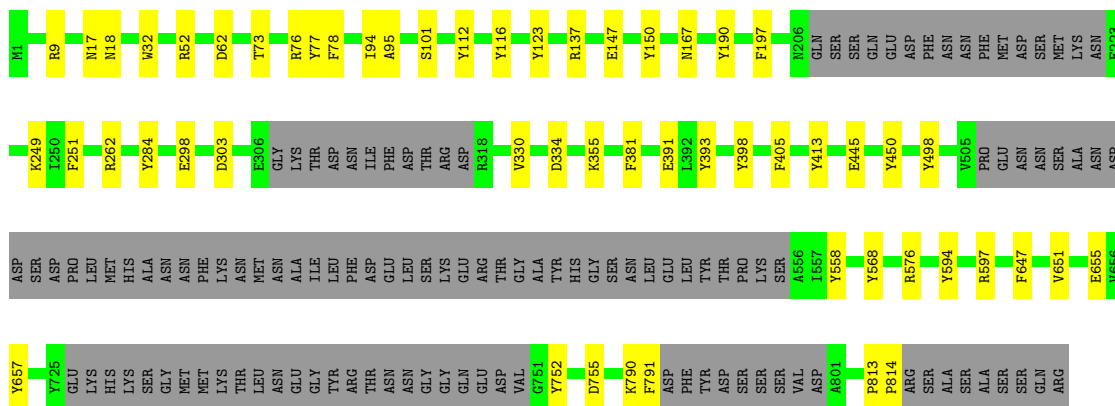 M1 R9 N17 N18 W32 R52 D62 T73 R76 Y77 F78 I94 A95 S101 Y112 Y116 Y123 R137 E147 Y150 N167 Y190 F197 N206 GLN SER SER GLN GLU ASP PHE ASN ASN PHE MET ASP SER MET LYS ASN E223
K249 I250 F251 R262 Y284 E298 D303 E306 GLY LYS THR ASP ASN ILE PHE ASP THR ARG ASP R318 V330 D334 K355 F381 E391 L392 Y393 Y398 F405 Y413 E445 Y450 Y498 V505 PRO GLU ASN ASN SER ALA ASN ASP
ASP SER ASP PRO LEU MET HIS ALA ASN ASN PHE LYS ASN MET ASN ALA ILE LEU PHE ASP GLU LEU SER LYS GLU ARG THR GLY ALA TYR HIS GLY SER ASN LEU GLU LEU TYR THR PRO LYS SER A556 I557 Y558 Y568 R576 Y594 R597 F647 V651 E655 V656
Y657 Y725 GLU LYS HIS LYS SER GLY MET MET LYS THR LEU ASN GLU GLY TYR ARG THR ASN ASN GLY GLY GLN GLU ASP VAL G751 Y752 D755 K790 F791 ASP PHE TYR ASP SER SER SER VAL ASP A801 P813 P814 ARG SER ALA SER ALA SER SER GLN ARG